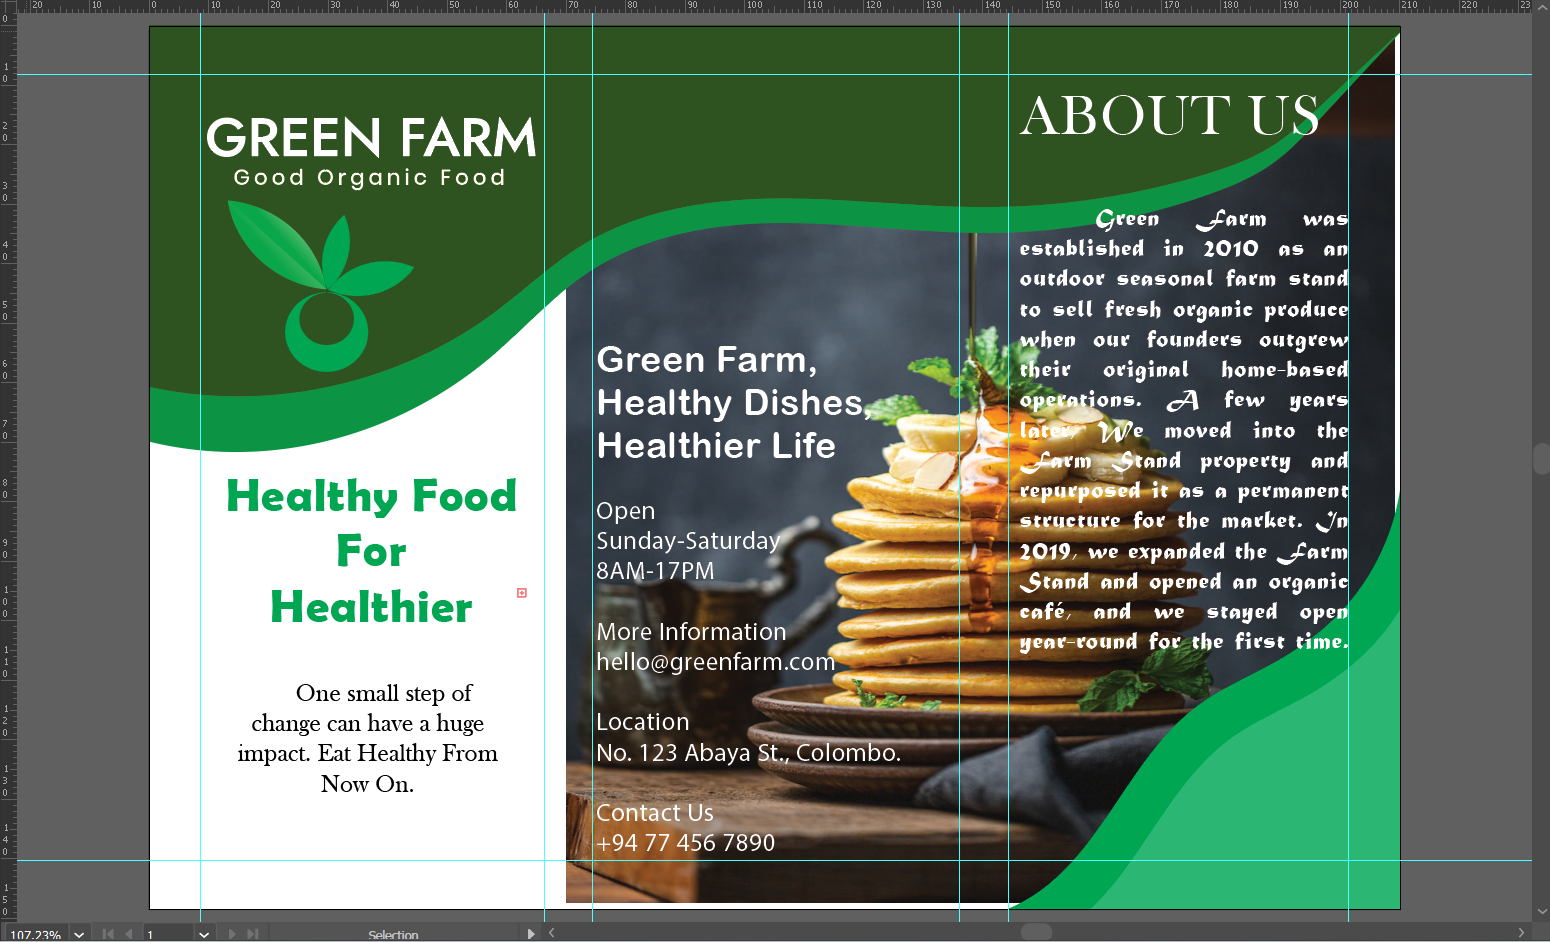 GREEN FARM
Good Organic Food
Healthy Food
For
Healthier
One small step of
change can have a huge
impact. Eat Healthy From
Now On.
Green Farm,
Healthy Dishes,
Healthier Life
Open
Sunday-Saturday
8AM-17PM
More Information
hello@greenfarm.com
Location
No. 123 Abaya St., Colombo.
Contact Us
+94 77 456 7890
ABOUT US
Green Farm was
established in 2010 as an
outdoor seasonal farm stand
to sell fresh organic produce
when our founders outgrew
their original home-based
operations. A few years
later, We moved into the
Farm Stand property and
repurposed it as a permanent
structure for the market. In
2019, we expanded the Farm
Stand and opened an organic
café, and we stayed open
year-round for the first time.
107.23%
1
Selection